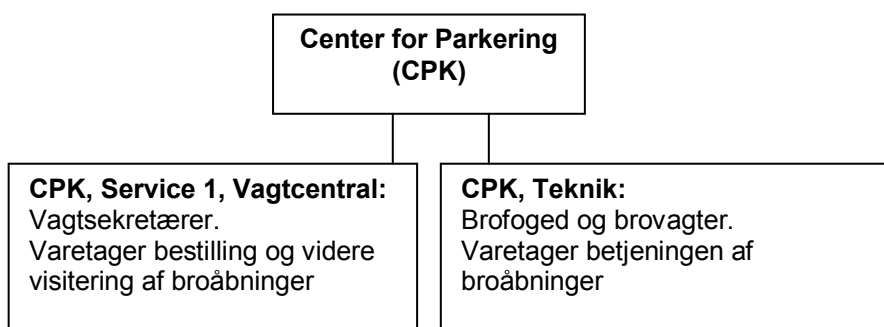 Center for Parkering
(CPK)
CPK, Service 1, Vagtcentral:
Vagtsekretærer.
Varetager bestilling og videre
visitering af broåbninger
CPK, Teknik:
Brofoged og brovagter.
Varetager betjeningen af
broåbninger